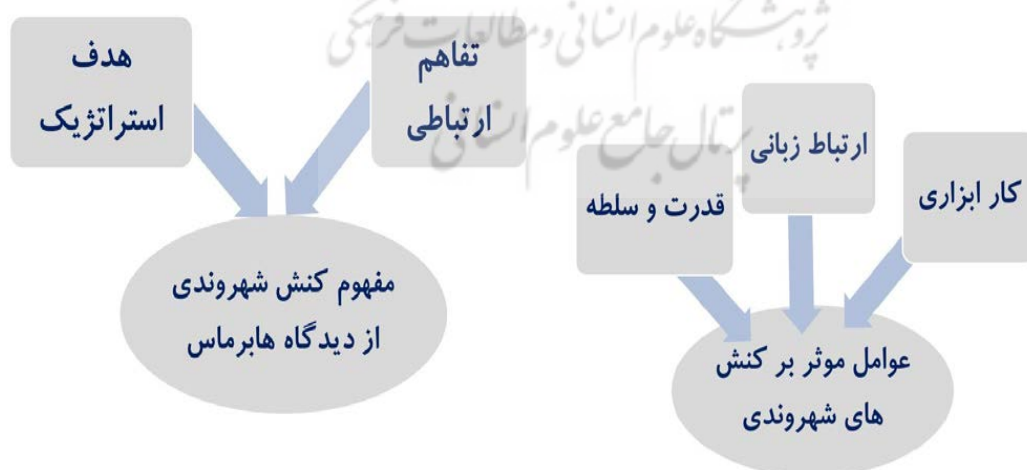 پژوهشگاه علوم انسانی و مطالعات فرهنگی
پرتال جامع علوم انسانی
کار ابزاری
ارتباط زبانی
قدرت و سلطه
عوامل موثر بر کنش
های شهروندی
تفاهم
ارتباطی
هدف
استراتژیک
مفهوم کنش شهروندی
از دیدگاه هابرماس